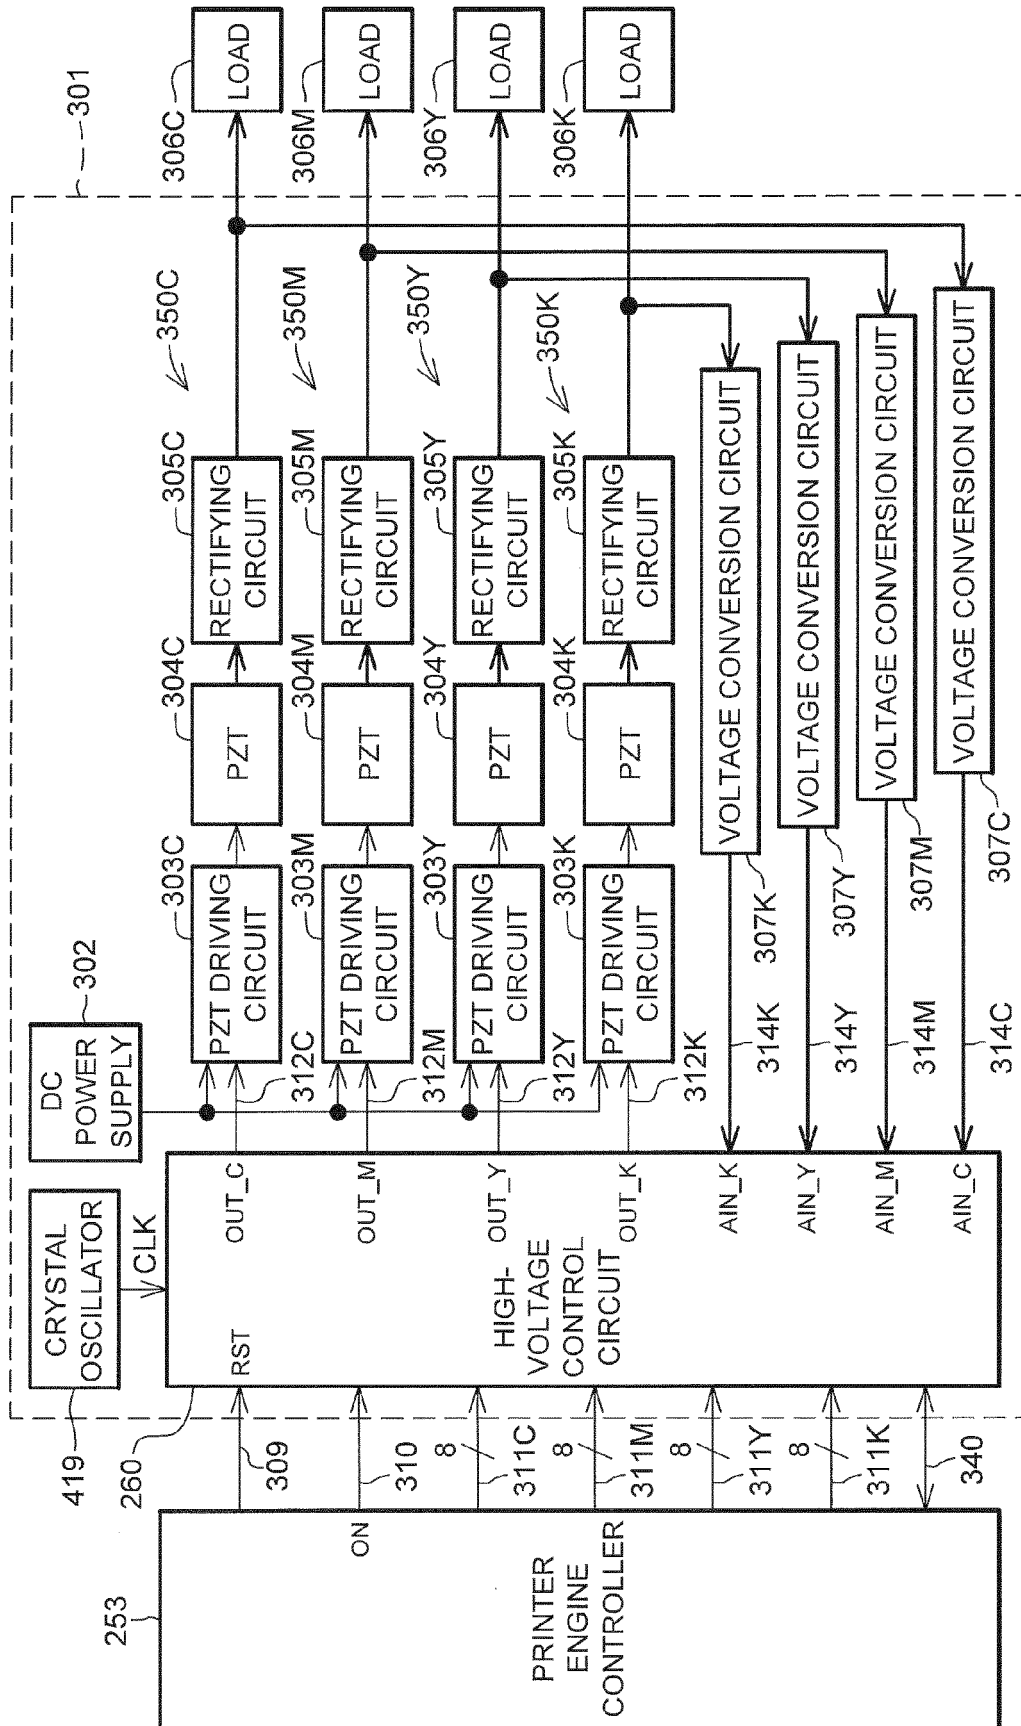 253
PRINTER
ENGINE
CONTROLLER
ON
309
310
8
311C
8
311M
8
311Y
8
311K
340
260
419
CRYSTAL
OSCILLATOR
CLK
302
DC
POWER
SUPPLY
301
RST
HIGH-
VOLTAGE
CONTROL
CIRCUIT
OUT_C
OUT_M
OUT_Y
OUT_K
AIN_K
AIN_Y
AIN_M
AIN_C
312C
312M
312Y
312K
314K
314Y
314M
314C
303C
PZT DRIVING
CIRCUIT
304C
PZT
305C
RECTIFYING
CIRCUIT
350C
306C
LOAD
303M
PZT DRIVING
CIRCUIT
304M
PZT
305M
RECTIFYING
CIRCUIT
350M
306M
LOAD
303Y
PZT DRIVING
CIRCUIT
304Y
PZT
305Y
RECTIFYING
CIRCUIT
350Y
306Y
LOAD
303K
PZT DRIVING
CIRCUIT
304K
PZT
305K
RECTIFYING
CIRCUIT
350K
306K
LOAD
VOLTAGE CONVERSION CIRCUIT
307K
VOLTAGE CONVERSION CIRCUIT
307Y
VOLTAGE CONVERSION CIRCUIT
307M
VOLTAGE CONVERSION CIRCUIT
307C